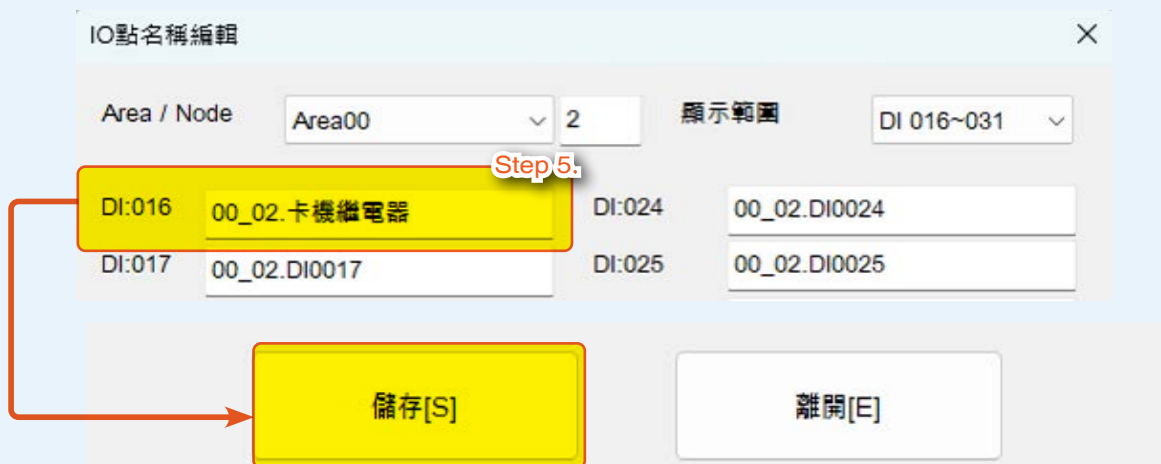 IO點名稱編輯
Area / Node Area00 2 顯示範圍 DI 016~031
Step 5.
DI:016 00_02.卡機繼電器 DI:024 00_02.DI0024
DI:017 00_02.DI0017 DI:025 00_02.DI0025
儲存[S] 離開[E]